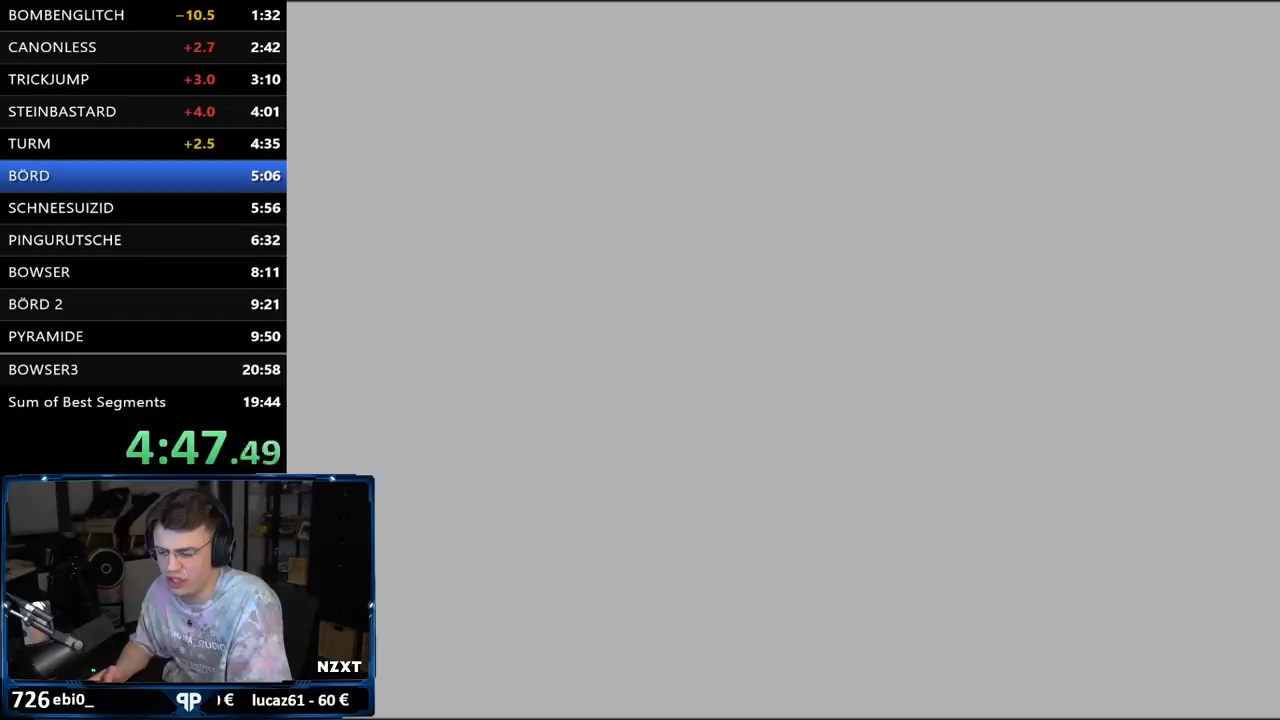 BOMBENGLITCH −10.5 1:32
CANONLESS +2.7 2:42
TRICKJUMP +3.0 3:10
STEINBASTARD +4.0 4:01
TURM +2.5 4:35
BÖRD 5:06
SCHNEESUIZID 5:56
PINGURUTSCHE 6:32
BOWSER 8:11
BÖRD 2 9:21
PYRAMIDE 9:50
BOWSER3 20:58
Sum of Best Segments 19:44
4:47.49
NZXT
726 ebi0_ € lucaz61 - 60 €